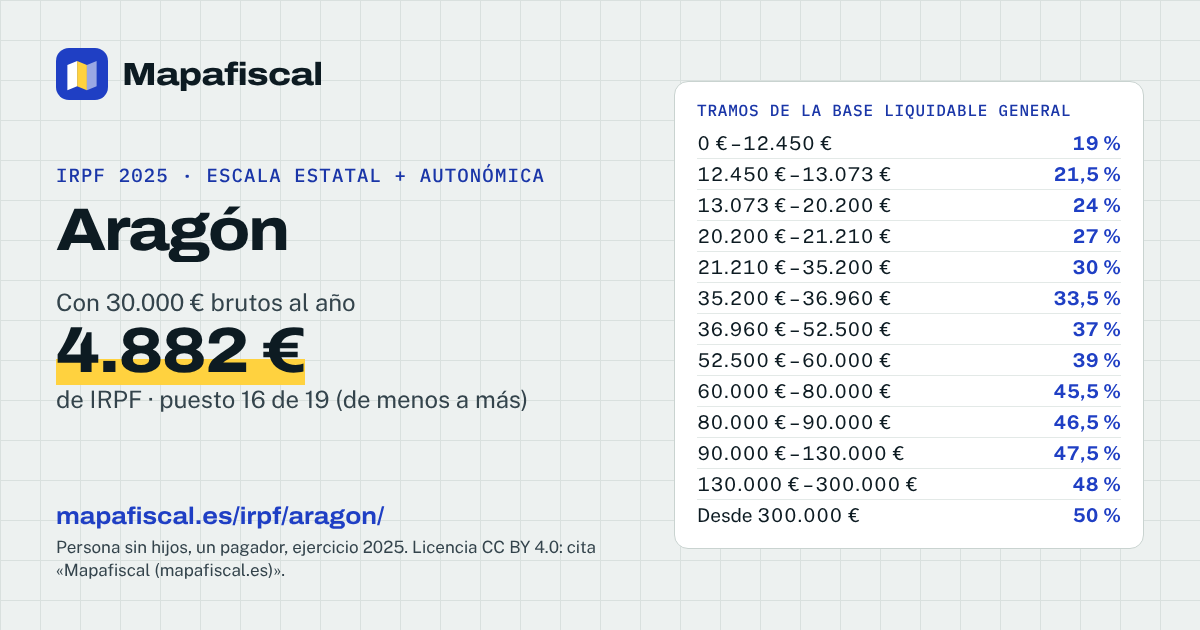 Mapafiscal
IRPF 2025 · ESCALA ESTATAL + AUTONÓMICA
Aragón
Con 30.000 € brutos al año
4.882 €
de IRPF · puesto 16 de 19 (de menos a más)
mapafiscal.es/irpf/aragon/
Persona sin hijos, un pagador, ejercicio 2025. Licencia CC BY 4.0: cita
«Mapafiscal (mapafiscal.es)».
TRAMOS DE LA BASE LIQUIDABLE GENERAL
0 € – 12.450 € 19 %
12.450 € – 13.073 € 21,5 %
13.073 € – 20.200 € 24 %
20.200 € – 21.210 € 27 %
21.210 € – 35.200 € 30 %
35.200 € – 36.960 € 33,5 %
36.960 € – 52.500 € 37 %
52.500 € – 60.000 € 39 %
60.000 € – 80.000 € 45,5 %
80.000 € – 90.000 € 46,5 %
90.000 € – 130.000 € 47,5 %
130.000 € – 300.000 € 48 %
Desde 300.000 € 50 %